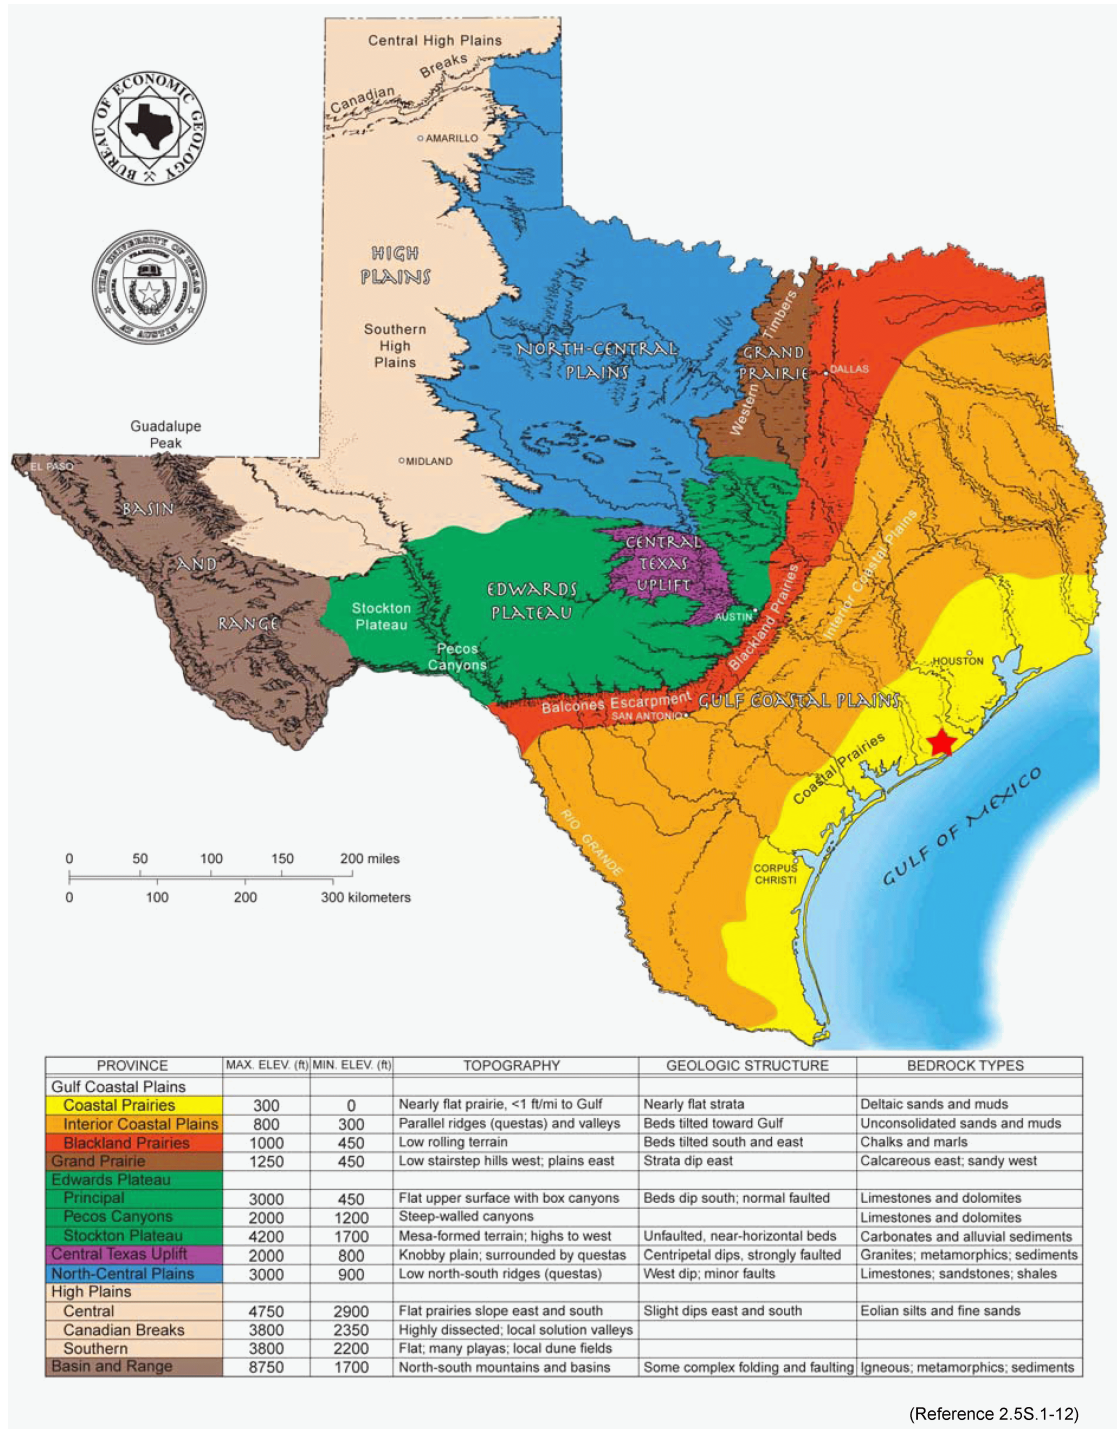 BUREAU OF ECONOMIC GEOLOGY
THE UNIVERSITY OF TEXAS
AT AUSTIN
Central High Plains
Breaks
Canadian
AMARILLO
HIGH
PLAINS
Southern
High
Plains
NORTH-CENTRAL
PLAINS
Western Timbers
GRAND
PRAIRIE
DALLAS
Guadalupe
Peak
EL PASO
MIDLAND
BASIN
AND
RANGE
CENTRAL
TEXAS
UPLIFT
EDWARDS
PLATEAU
Stockton
Plateau
Pecos
Canyons
AUSTIN
Blackland Prairies
Interior Coastal Plains
HOUSTON
Balcones Escarpment
SAN ANTONIO
GULF COASTAL PLAINS
Coastal Prairies
RIO GRANDE
CORPUS
CHRISTI
GULF OF MEXICO
0 50 100 150 200 miles
0 100 200 300 kilometers
PROVINCE MAX. ELEV. (ft) MIN. ELEV. (ft) TOPOGRAPHY GEOLOGIC STRUCTURE BEDROCK TYPES
Gulf Coastal Plains
Coastal Prairies 300 0 Nearly flat prairie, <1 ft/mi to Gulf Nearly flat strata Deltaic sands and muds
Interior Coastal Plains 800 300 Parallel ridges (questas) and valleys Beds tilted toward Gulf Unconsolidated sands and muds
Blackland Prairies 1000 450 Low rolling terrain Beds tilted south and east Chalks and marls
Grand Prairie 1250 450 Low stairstep hills west; plains east Strata dip east Calcareous east; sandy west
Edwards Plateau
Principal 3000 450 Flat upper surface with box canyons Beds dip south; normal faulted Limestones and dolomites
Pecos Canyons 2000 1200 Steep-walled canyons Limestones and dolomites
Stockton Plateau 4200 1700 Mesa-formed terrain; highs to west Unfaulted, near-horizontal beds Carbonates and alluvial sediments
Central Texas Uplift 2000 800 Knobby plain; surrounded by questas Centripetal dips, strongly faulted Granites; metamorphics; sediments
North-Central Plains 3000 900 Low north-south ridges (questas) West dip; minor faults Limestones; sandstones; shales
High Plains
Central 4750 2900 Flat prairies slope east and south Slight dips east and south Eolian silts and fine sands
Canadian Breaks 3800 2350 Highly dissected; local solution valleys
Southern 3800 2200 Flat; many playas; local dune fields
Basin and Range 8750 1700 North-south mountains and basins Some complex folding and faulting Igneous; metamorphics; sediments
(Reference 2.5S.1-12)